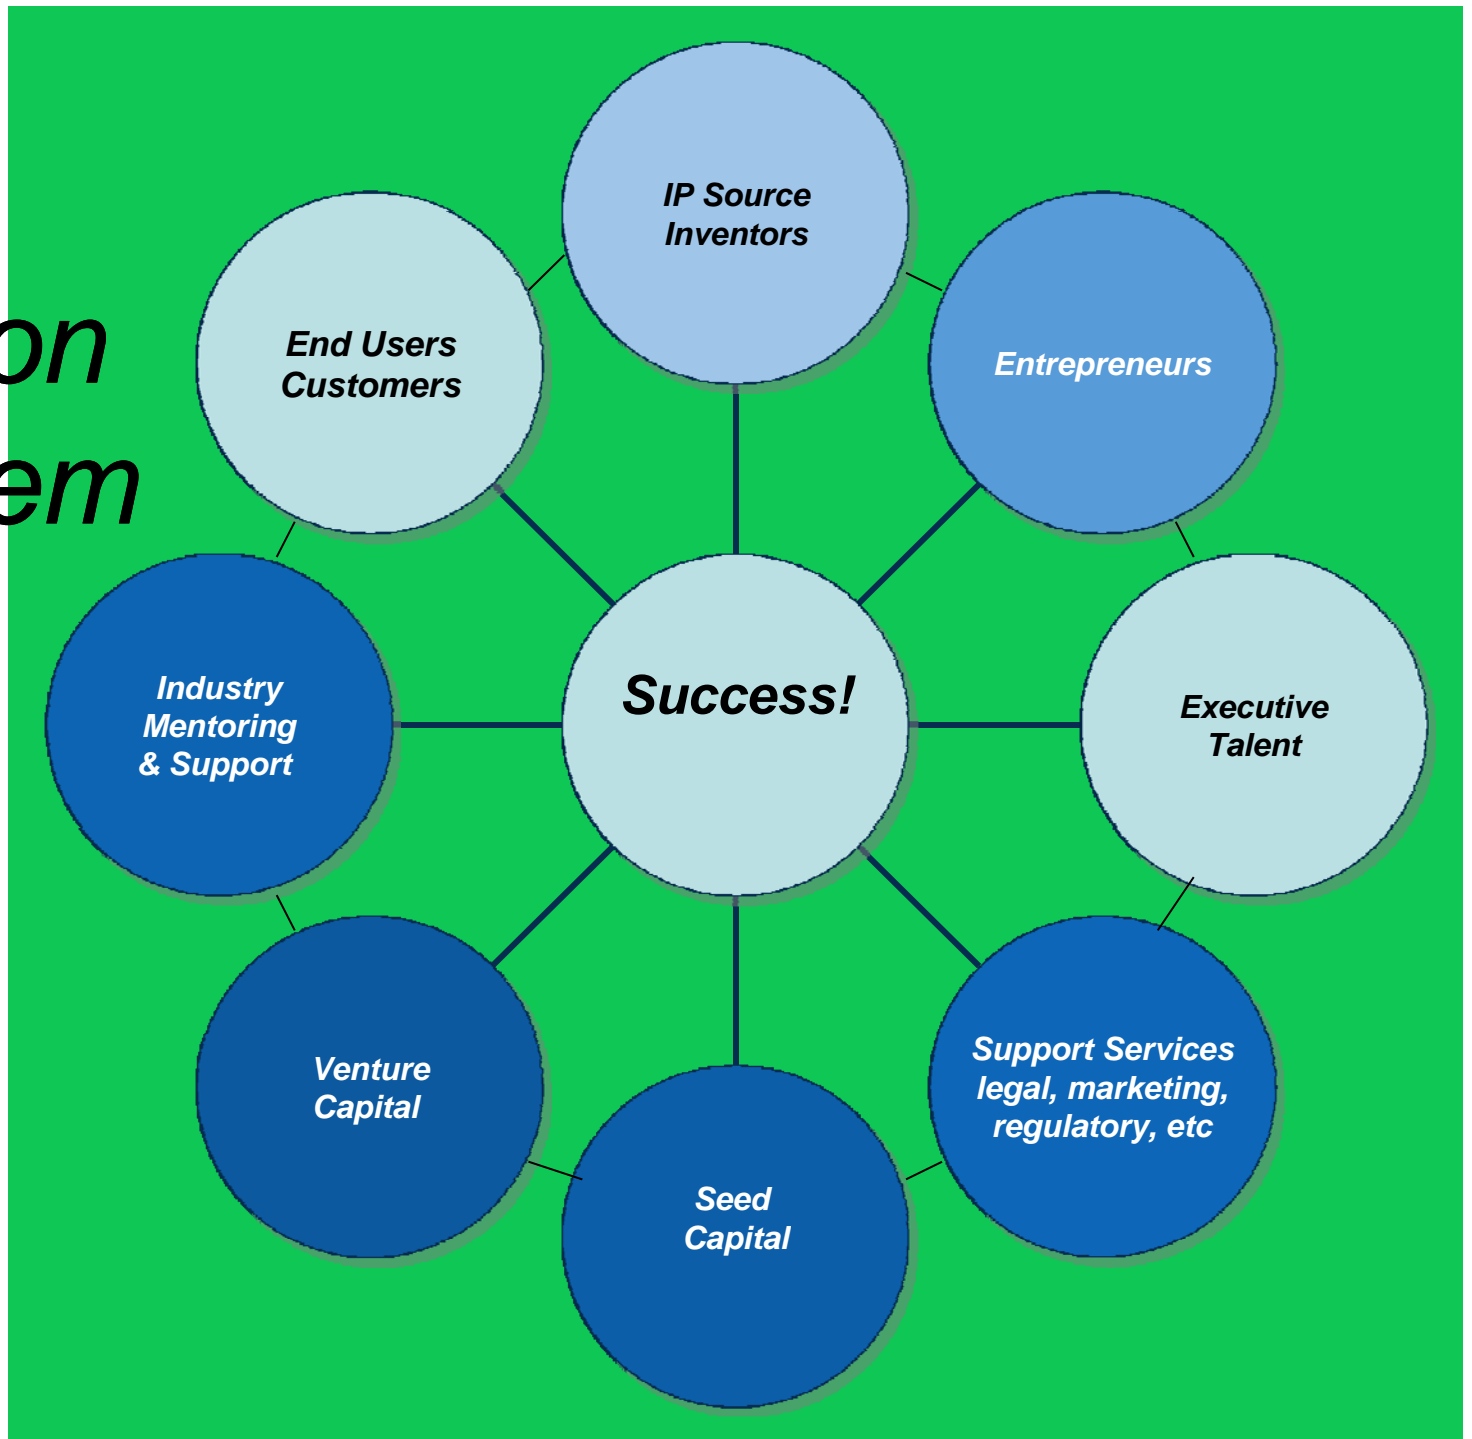 IP Source
Inventors
End Users
Customers
Entrepreneurs
on
em
Success!
Industry
Mentoring
& Support
Executive
Talent
Venture
Capital
Support Services
legal, marketing,
regulatory, etc
Seed
Capital